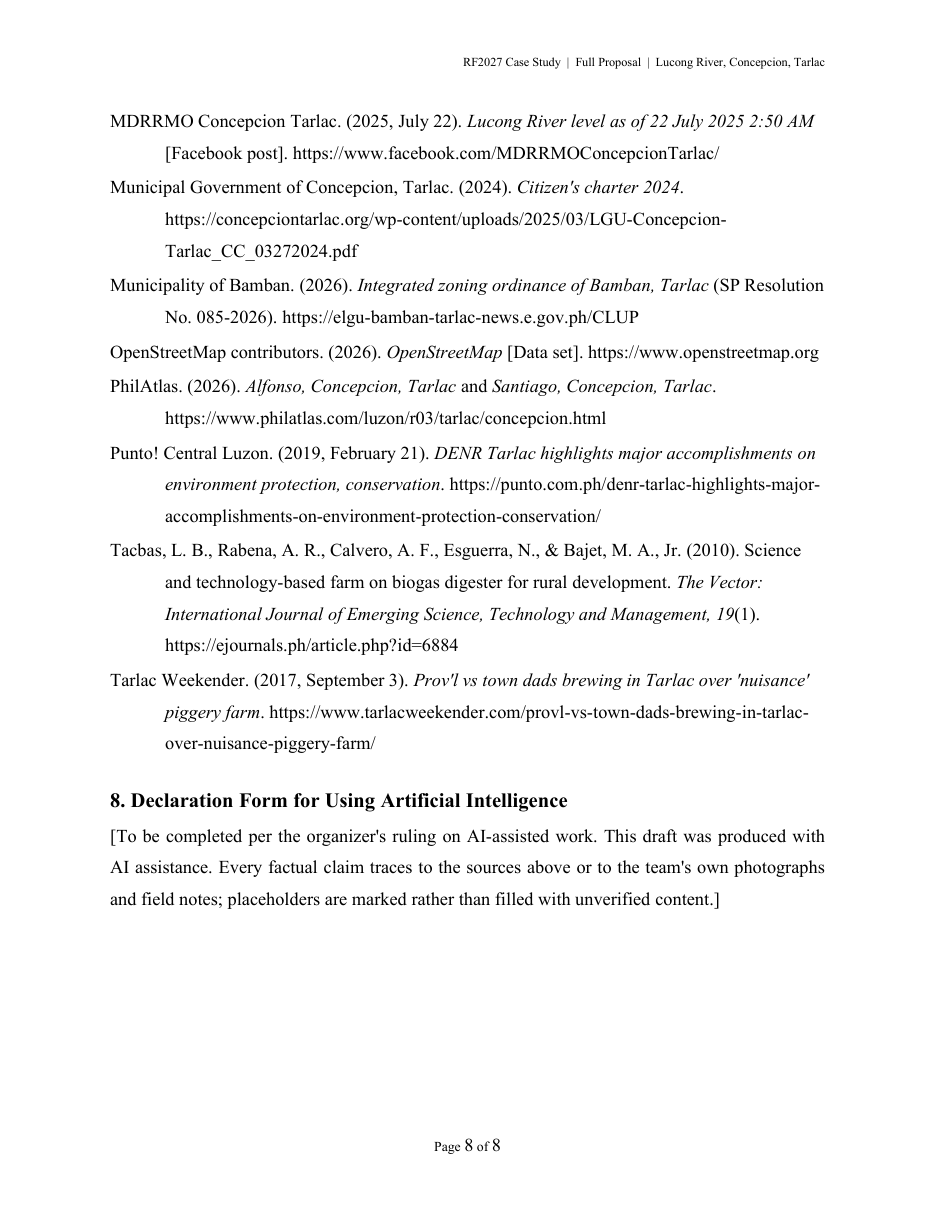 RF2027 Case Study | Full Proposal | Lucong River, Concepcion, Tarlac
MDRRMO Concepcion Tarlac. (2025, July 22). Lucong River level as of 22 July 2025 2:50 AM
[Facebook post]. https://www.facebook.com/MDRRMOConcepcionTarlac/
Municipal Government of Concepcion, Tarlac. (2024). Citizen's charter 2024.
https://concepciontarlac.org/wp-content/uploads/2025/03/LGU-Concepcion-
Tarlac_CC_03272024.pdf
Municipality of Bamban. (2026). Integrated zoning ordinance of Bamban, Tarlac (SP Resolution
No. 085-2026). https://elgu-bamban-tarlac-news.e.gov.ph/CLUP
OpenStreetMap contributors. (2026). OpenStreetMap [Data set]. https://www.openstreetmap.org
PhilAtlas. (2026). Alfonso, Concepcion, Tarlac and Santiago, Concepcion, Tarlac.
https://www.philatlas.com/luzon/r03/tarlac/concepcion.html
Punto! Central Luzon. (2019, February 21). DENR Tarlac highlights major accomplishments on
environment protection, conservation. https://punto.com.ph/denr-tarlac-highlights-major-
accomplishments-on-environment-protection-conservation/
Tacbas, L. B., Rabena, A. R., Calvero, A. F., Esguerra, N., & Bajet, M. A., Jr. (2010). Science
and technology-based farm on biogas digester for rural development. The Vector:
International Journal of Emerging Science, Technology and Management, 19(1).
https://ejournals.ph/article.php?id=6884
Tarlac Weekender. (2017, September 3). Prov'l vs town dads brewing in Tarlac over 'nuisance'
piggery farm. https://www.tarlacweekender.com/provl-vs-town-dads-brewing-in-tarlac-
over-nuisance-piggery-farm/
8. Declaration Form for Using Artificial Intelligence
[To be completed per the organizer's ruling on AI-assisted work. This draft was produced with
AI assistance. Every factual claim traces to the sources above or to the team's own photographs
and field notes; placeholders are marked rather than filled with unverified content.]
Page 8 of 8